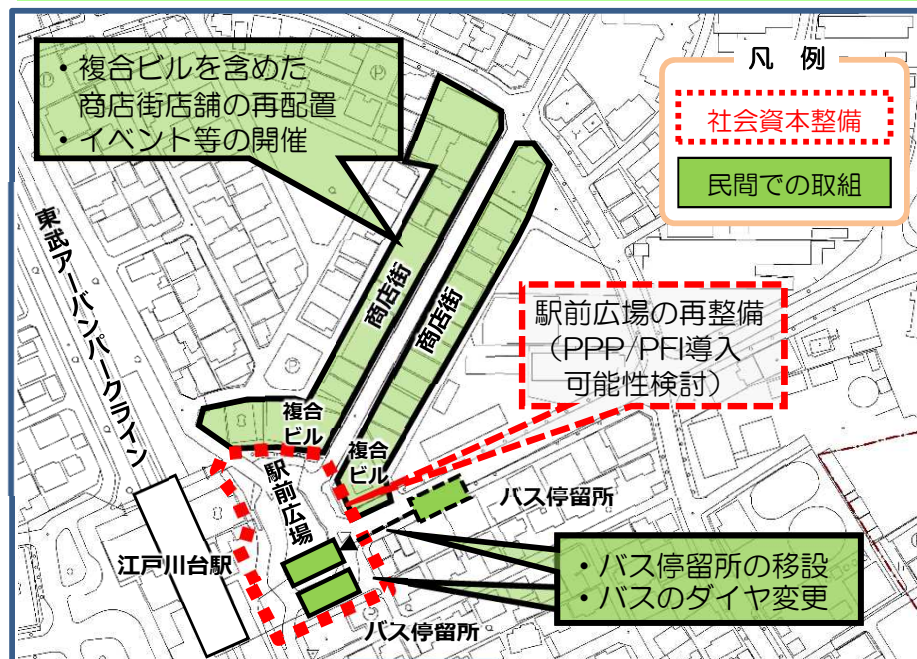 ・複合ビルを含めた
商店街店舗の再配置
・イベント等の開催
凡 例
社会資本整備
民間での取組
東武アーバンパークライン
商店街
商店街
駅前広場の再整備
（PPP/PFI導入
可能性検討）
複合
ビル
複合
ビル
駅前広場
バス停留所
江戸川台駅
・バス停留所の移設
・バスのダイヤ変更
バス停留所